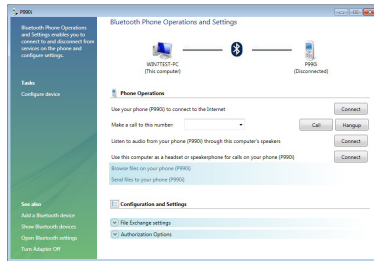 P990i
Bluetooth Phone Operations
and Settings enables you to
connect to and disconnect from
services on the phone and
configure settings.
Tasks
Configure device
See also
Add a Bluetooth device
Show Bluetooth devices
Open Bluetooth settings
Turn Adapter Off
Bluetooth Phone Operations and Settings
WIN7TEST-PC
(This computer)
P990i
(Disconnected)
Phone Operations
Use your phone (P990i) to connect to the Internet
Connect
Make a call to this number:
Call
Hangup
Listen to audio from your phone (P990i) through this computer's speakers
Connect
Use this computer as a headset or speakerphone for calls on your phone (P990i)
Connect
Browse files on your phone (P990i)
Send files to your phone (P990i)
Configuration and Settings
File Exchange settings
Authorization Options